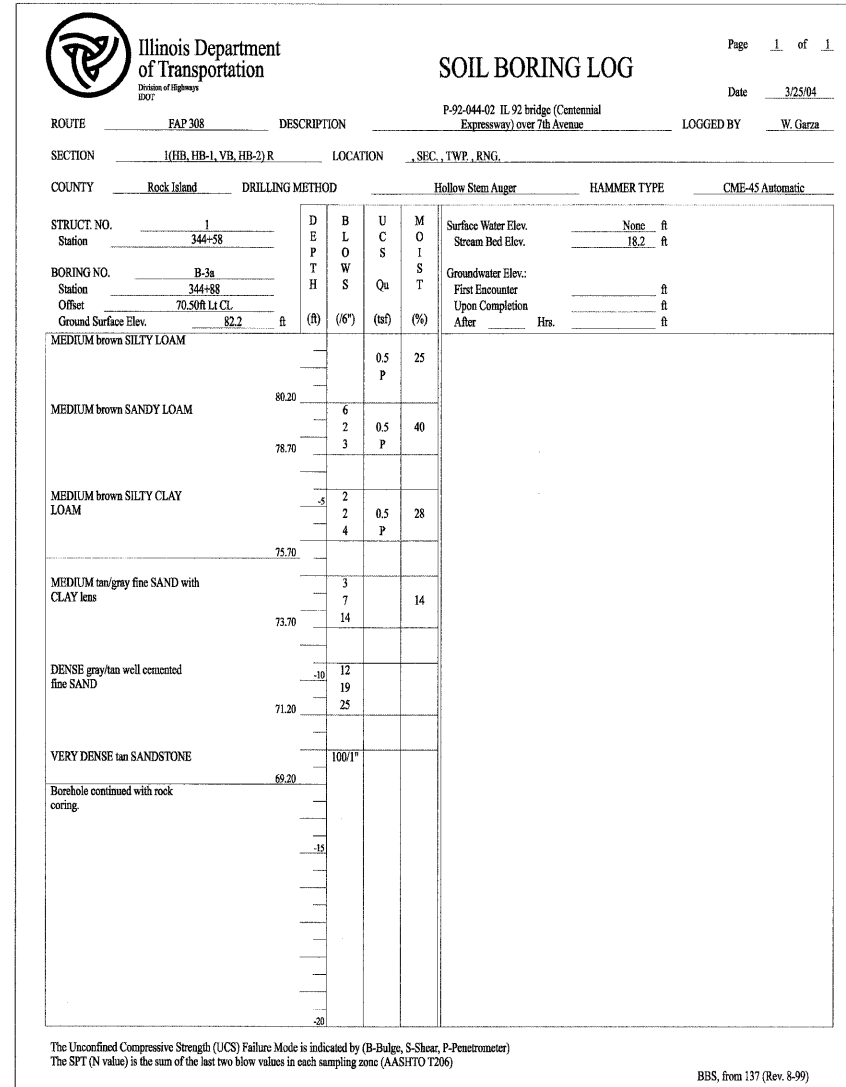 Illinois Department
of Transportation
Division of Highways
IDOT
SOIL BORING LOG
Page 1 of 1
Date 3/25/04
ROUTE FAP 308 DESCRIPTION P-92-044-02 IL 92 bridge (Centennial
Expressway) over 7th Avenue LOGGED BY W. Garza
SECTION 1(HB, HB-1, VB, HB-2) R LOCATION , SEC. , TWP. , RNG.
COUNTY Rock Island DRILLING METHOD Hollow Stem Auger HAMMER TYPE CME-45 Automatic
STRUCT. NO. 1
Station 344+58
BORING NO. B-3a
Station 344+88
Offset 70.50ft Lt CL
Ground Surface Elev. 82.2 ft
DEPTH (ft)
BLOWS (/6")
UCS Qu (tsf)
MOIST (%)
Surface Water Elev. None ft
Stream Bed Elev. 18.2 ft
Groundwater Elev.:
First Encounter ft
Upon Completion ft
After Hrs. ft
MEDIUM brown SILTY LOAM
0.5 25
P
80.20
MEDIUM brown SANDY LOAM 6
2 0.5 40
78.70 3 P
MEDIUM brown SILTY CLAY -5 2
LOAM 2 0.5 28
4 P
75.70
MEDIUM tan/gray fine SAND with 3
CLAY lens 7 14
73.70 14
DENSE gray/tan well cemented -10 12
fine SAND 19
71.20 25
VERY DENSE tan SANDSTONE 100/1"
69.20
Borehole continued with rock
coring.
-15
-20
The Unconfined Compressive Strength (UCS) Failure Mode is indicated by (B-Bulge, S-Shear, P-Penetrometer)
The SPT (N value) is the sum of the last two blow values in each sampling zone (AASHTO T206)
BBS, from 137 (Rev. 8-99)